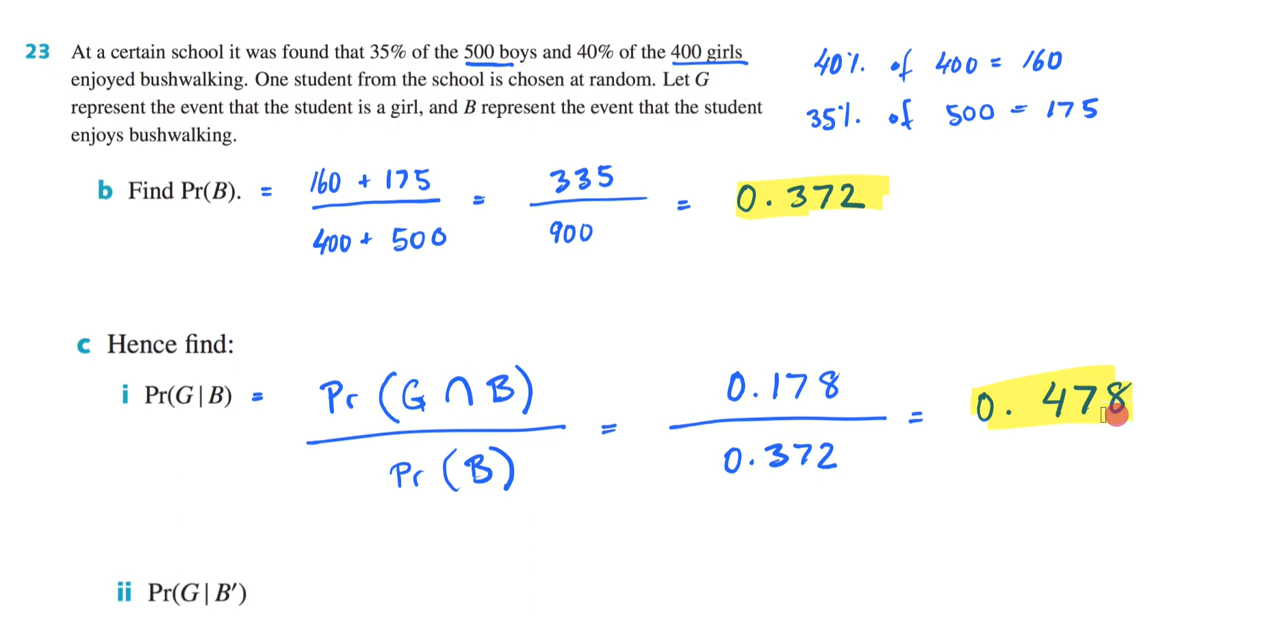 23 At a certain school it was found that 35% of the 500 boys and 40% of the 400 girls
enjoyed bushwalking. One student from the school is chosen at random. Let G
represent the event that the student is a girl, and B represent the event that the student
enjoys bushwalking.
40% of 400 = 160
35% of 500 = 175
b Find Pr(B). = (160 + 175)/(400 + 500) = 335/900 = 0.372
c Hence find:
i Pr(G|B) = Pr(G ∩ B)/Pr(B) = 0.178/0.372 = 0.478
ii Pr(G|B′)